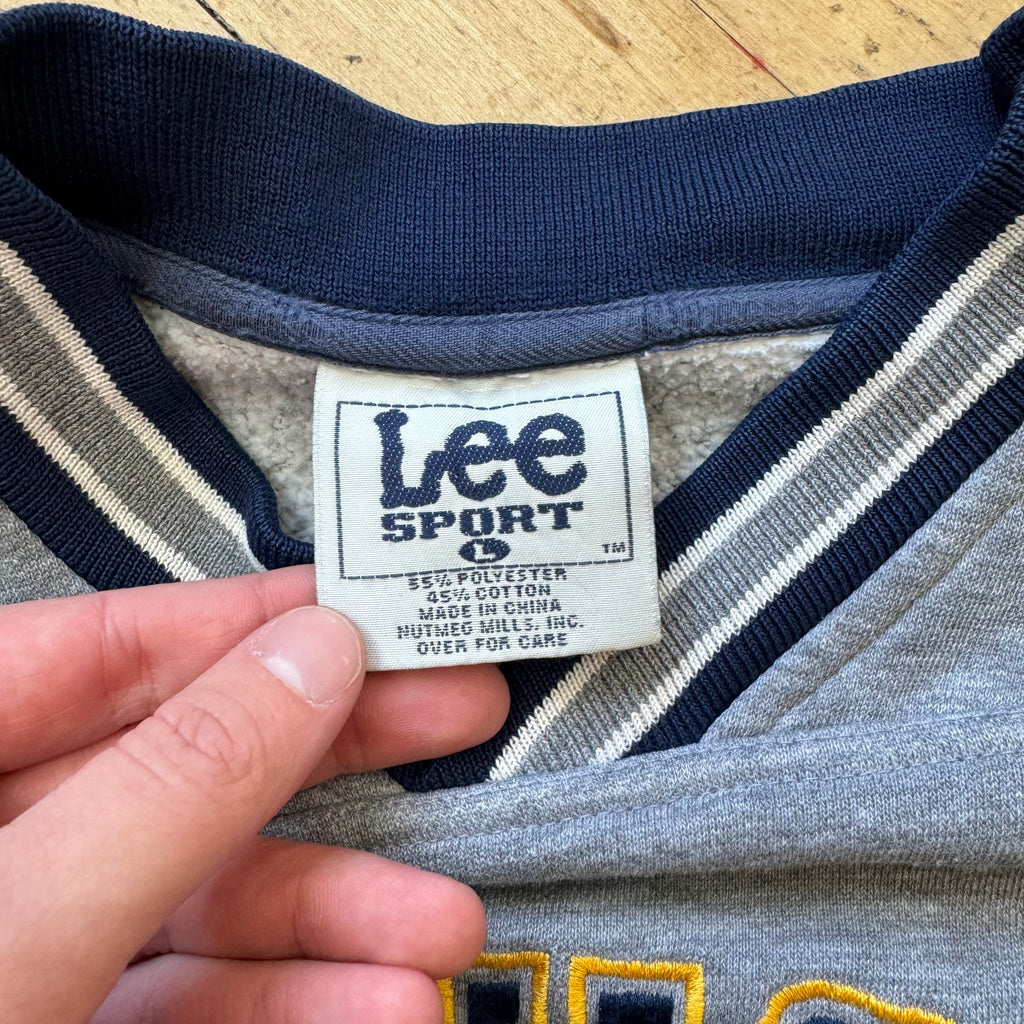 Lee
SPORT
L
TM
55% POLYESTER
45% COTTON
MADE IN CHINA
NUTMEG MILLS, INC.
OVER FOR CARE